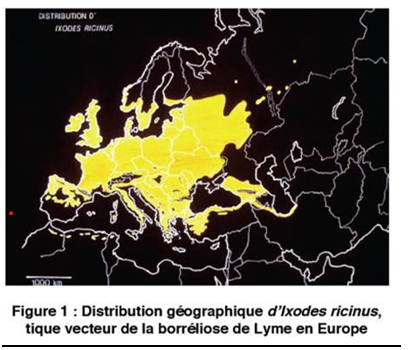 DISTRIBUTION D'
IXODES RICINUS
1000 km
Figure 1 : Distribution géographique d'Ixodes ricinus,
tique vecteur de la borréliose de Lyme en Europe